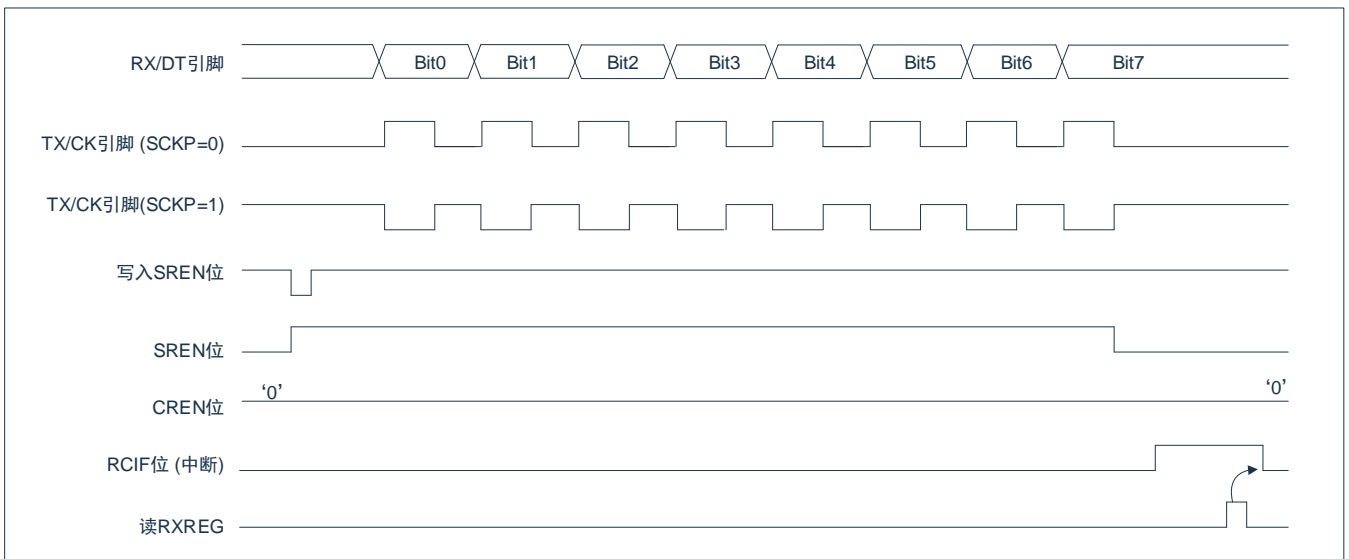 RX/DT引脚 Bit0 Bit1 Bit2 Bit3 Bit4 Bit5 Bit6 Bit7
TX/CK引脚 (SCKP=0)
TX/CK引脚(SCKP=1)
写入SREN位
SREN位
‘0’ ‘0’
CREN位
RCIF位 (中断)
读RXREG